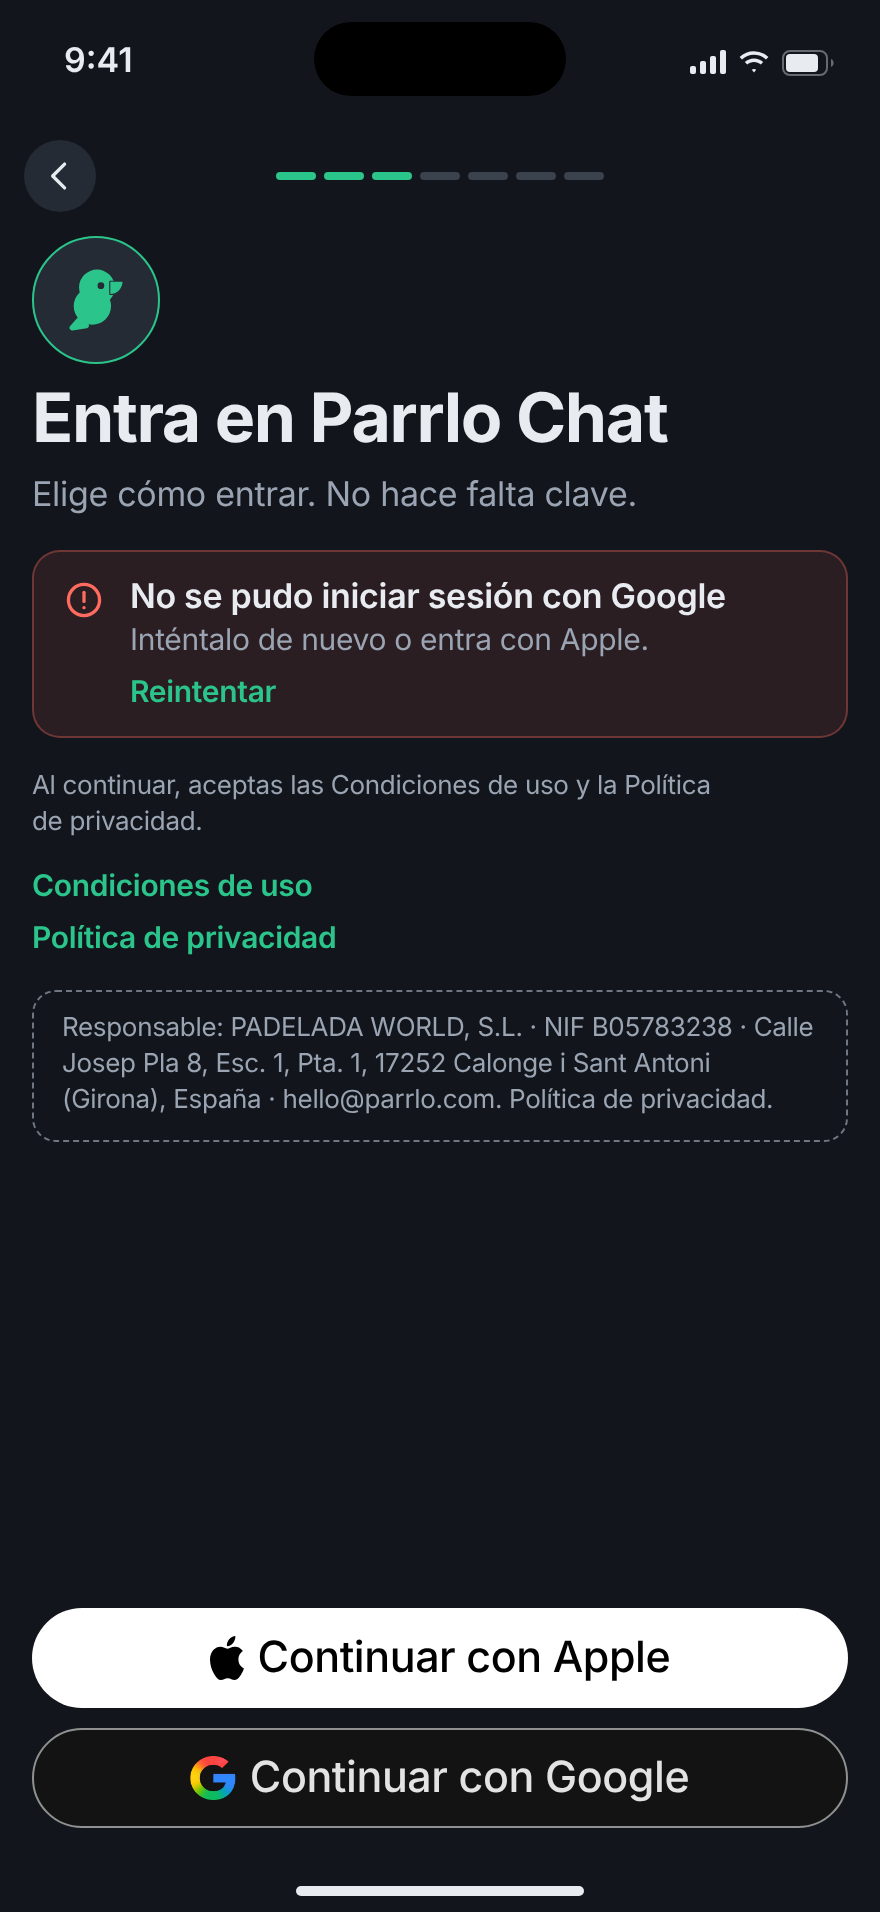 9:41
Entra en Parrlo Chat
Elige cómo entrar. No hace falta clave.
No se pudo iniciar sesión con Google
Inténtalo de nuevo o entra con Apple.
Reintentar
Al continuar, aceptas las Condiciones de uso y la Política
de privacidad.
Condiciones de uso
Política de privacidad
Responsable: PADELADA WORLD, S.L. · NIF B05783238 · Calle
Josep Pla 8, Esc. 1, Pta. 1, 17252 Calonge i Sant Antoni
(Girona), España · hello@parrlo.com. Política de privacidad.
Continuar con Apple
Continuar con Google